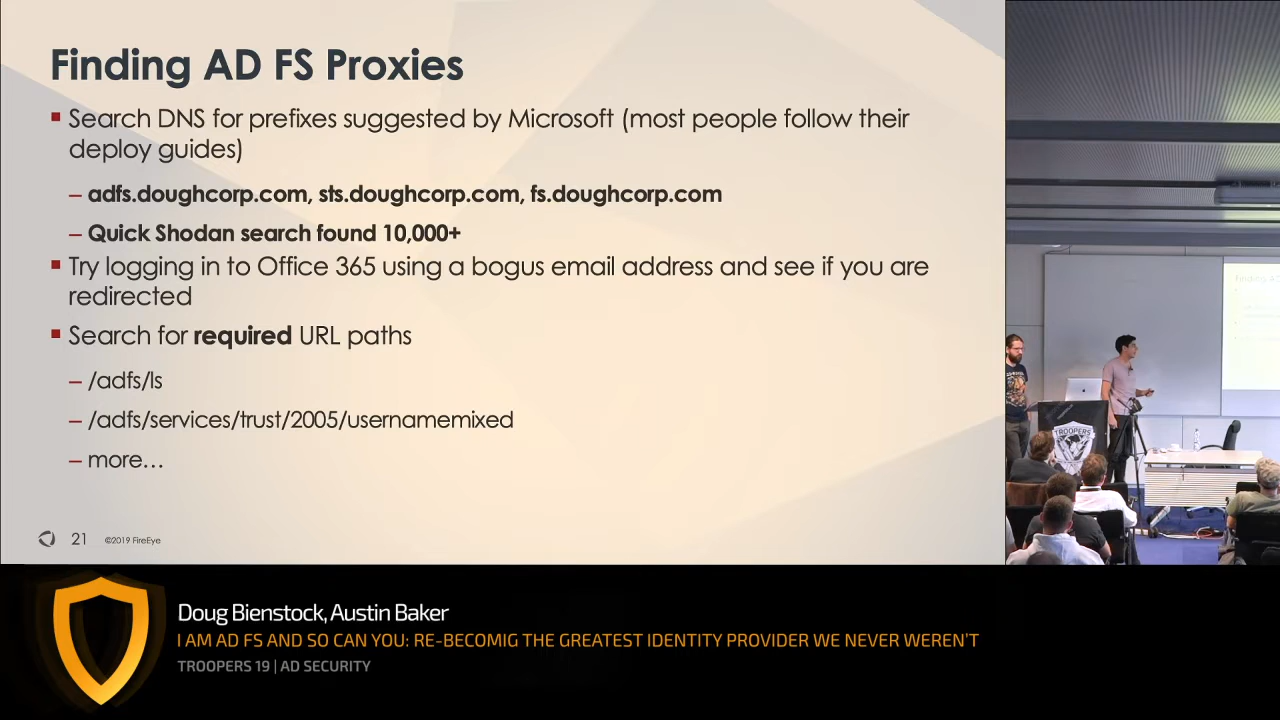 Finding AD FS Proxies
▪ Search DNS for prefixes suggested by Microsoft (most people follow their
deploy guides)
– adfs.doughcorp.com, sts.doughcorp.com, fs.doughcorp.com
– Quick Shodan search found 10,000+
▪ Try logging in to Office 365 using a bogus email address and see if you are
redirected
▪ Search for required URL paths
– /adfs/ls
– /adfs/services/trust/2005/usernamemixed
– more…
21 ©2019 FireEye
Finding AD
TROOPERS
Doug Bienstock, Austin Baker
I AM AD FS AND SO CAN YOU: RE-BECOMIG THE GREATEST IDENTITY PROVIDER WE NEVER WEREN'T
TROOPERS 19 | AD SECURITY